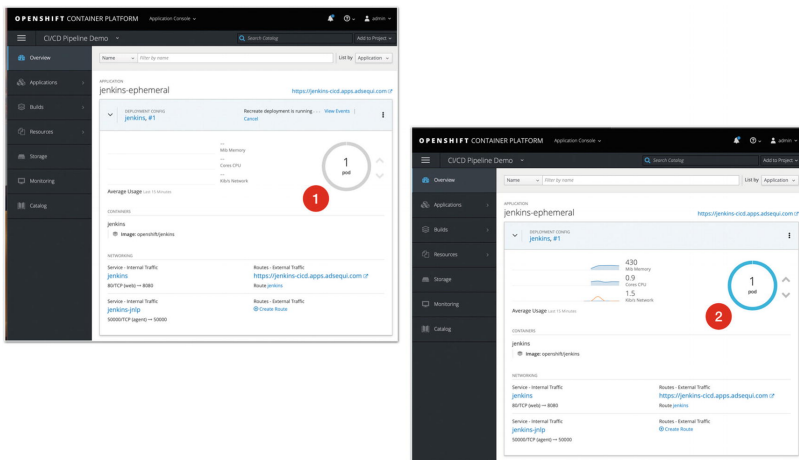 OPENSHIFT CONTAINER PLATFORM Application Console admin
CI/CD Pipeline Demo Search Catalog Add to Project
Overview
Applications
Builds
Resources
Storage
Monitoring
Catalog
Name Filter by name List by Application
APPLICATION
jenkins-ephemeral https://jenkins-cicd.apps.adsequi.com
DEPLOYMENT CONFIG
jenkins, #1
Recreate deployment is running. ... View Events |
Cancel
...
Mib Memory
...
Cores CPU
...
Kib/s Network
1
pod
Average Usage Last 15 Minutes
1
CONTAINERS
jenkins
Image: openshift/jenkins
NETWORKING
Service - Internal Traffic Routes - External Traffic
jenkins https://jenkins-cicd.apps.adsequi.com
80/TCP (web) → 8080 Route jenkins
Service - Internal Traffic Routes - External Traffic
jenkins-jnlp Create Route
50000/TCP (agent) → 50000
OPENSHIFT CONTAINER PLATFORM Application Console admin
CI/CD Pipeline Demo Search Catalog Add to Project
Overview
Applications
Builds
Resources
Storage
Monitoring
Catalog
Name Filter by name List by Application
APPLICATION
jenkins-ephemeral https://jenkins-cicd.apps.adsequi.com
DEPLOYMENT CONFIG
jenkins, #1
430
Mib Memory
0.9
Cores CPU
1.5
Kib/s Network
1
pod
Average Usage Last 15 Minutes
2
CONTAINERS
jenkins
Image: openshift/jenkins
NETWORKING
Service - Internal Traffic Routes - External Traffic
jenkins https://jenkins-cicd.apps.adsequi.com
80/TCP (web) → 8080 Route jenkins
Service - Internal Traffic Routes - External Traffic
jenkins-jnlp Create Route
50000/TCP (agent) → 50000